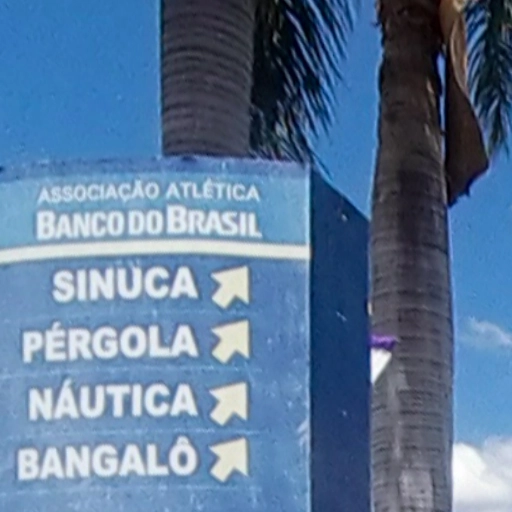 ASSOCIAÇÃO ATLÉTICA
BANCO DO BRASIL
SINUCA
PÉRGOLA
NÁUTICA
BANGALÔ